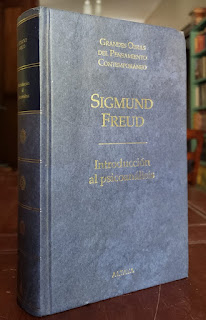 GRANDES OBRAS
DEL PENSAMIENTO
CONTEMPORÁNEO
SIGMUND
FREUD
Introducción
al psicoanálisis